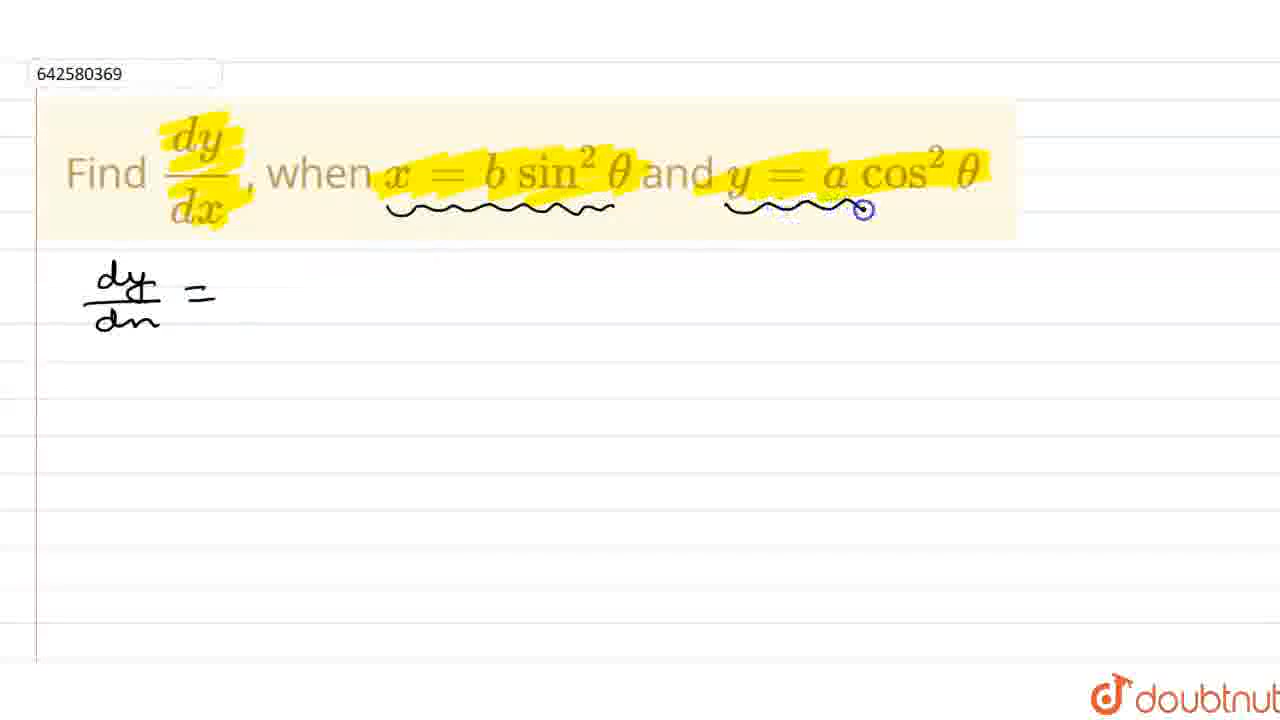 642580369
Find dy/dx, when x = b sin² θ and y = a cos² θ
dy/dn =
doubtnut